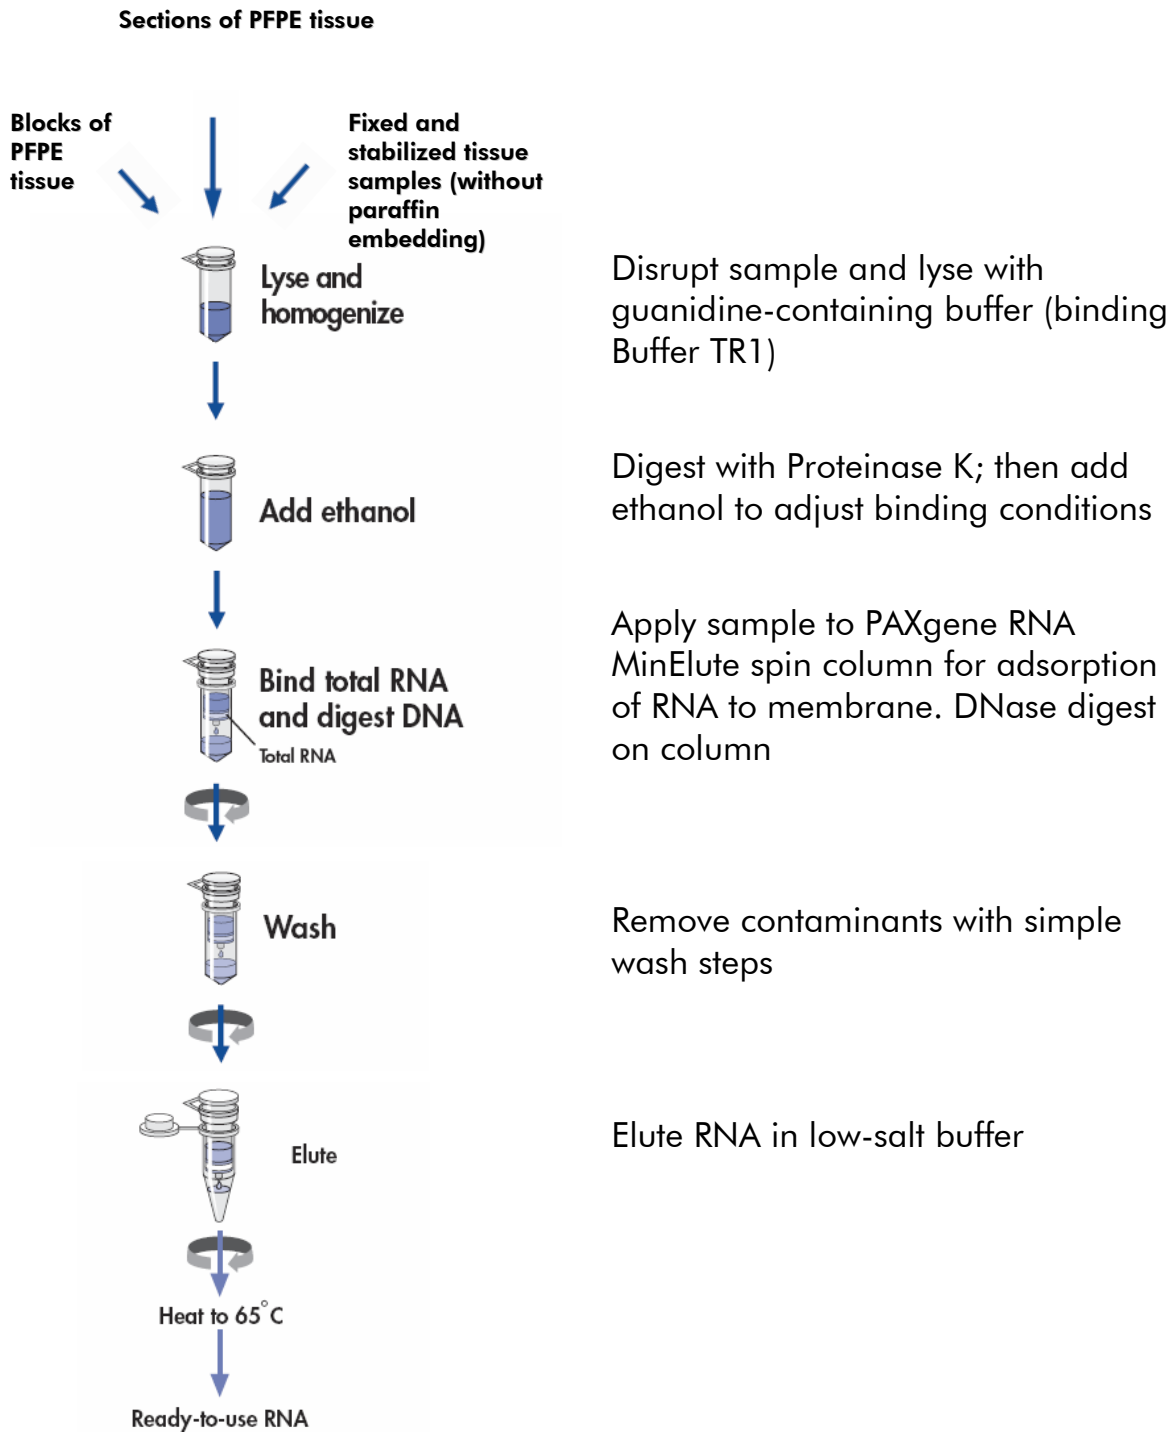 Sections of PFPE tissue
Blocks of
PFPE
tissue
Fixed and
stabilized tissue
samples (without
paraffin
embedding)
Lyse and
homogenize
Disrupt sample and lyse with
guanidine-containing buffer (binding
Buffer TR1)
Add ethanol
Digest with Proteinase K; then add
ethanol to adjust binding conditions
Bind total RNA
and digest DNA
Total RNA
Apply sample to PAXgene RNA
MinElute spin column for adsorption
of RNA to membrane. DNase digest
on column
Wash
Remove contaminants with simple
wash steps
Elute
Elute RNA in low-salt buffer
Heat to 65°C
Ready-to-use RNA